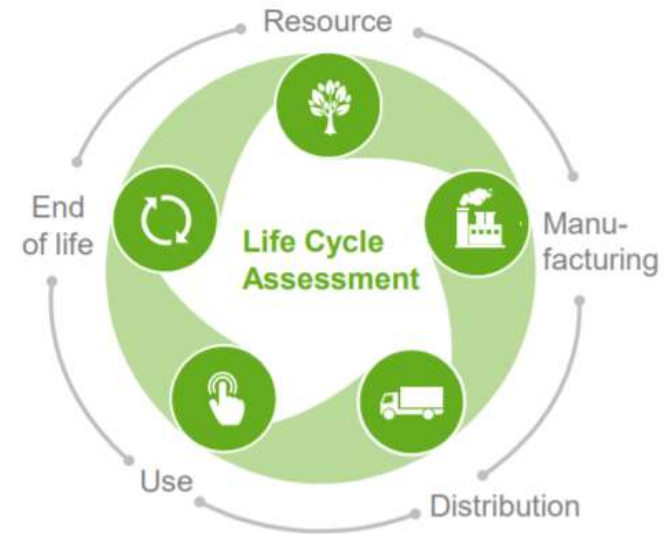 Resource
Manu-
facturing
Distribution
Use
End
of life
Life Cycle
Assessment